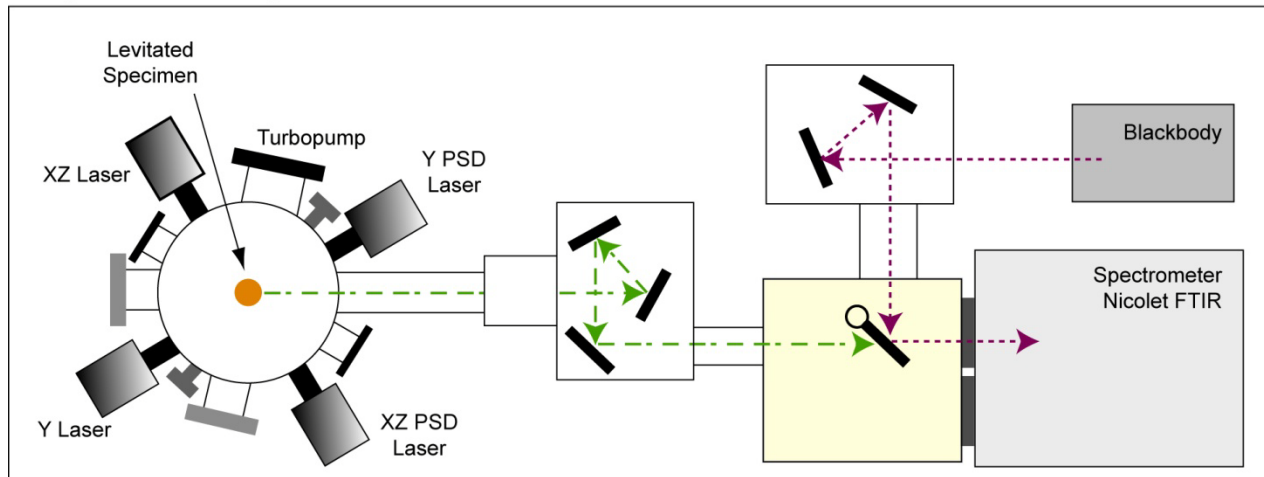 Levitated
Specimen
Turbopump
XZ Laser
Y PSD
Laser
Blackbody
Spectrometer
Nicolet FTIR
Y Laser
XZ PSD
Laser